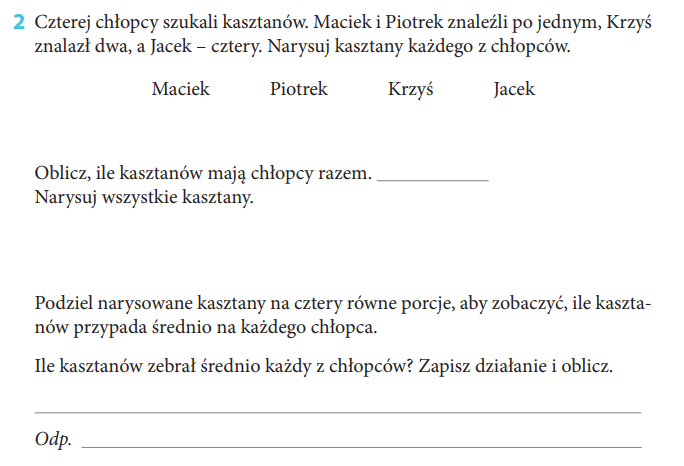 2 Czterej chłopcy szukali kasztanów. Maciek i Piotrek znaleźli po jednym, Krzyś
znalazł dwa, a Jacek – cztery. Narysuj kasztany każdego z chłopców.
Maciek Piotrek Krzyś Jacek
Oblicz, ile kasztanów mają chłopcy razem. ____________
Narysuj wszystkie kasztany.
Podziel narysowane kasztany na cztery równe porcje, aby zobaczyć, ile kaszta-
nów przypada średnio na każdego chłopca.
Ile kasztanów zebrał średnio każdy z chłopców? Zapisz działanie i oblicz.
Odp.